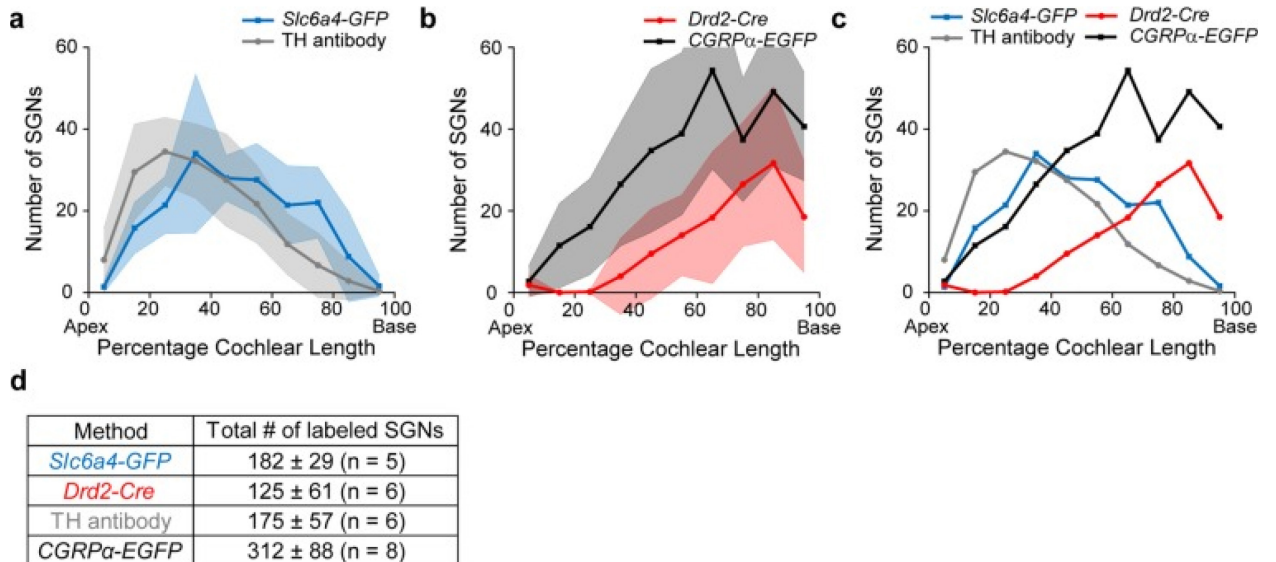 a
Slc6a4-GFP
TH antibody
60
40
20
0
Number of SGNs
0 20 40 60 80 100
Apex Base
Percentage Cochlear Length
b
Drd2-Cre
CGRPα-EGFP
60
40
20
0
Number of SGNs
0 20 40 60 80 100
Apex Base
Percentage Cochlear Length
c
Slc6a4-GFP Drd2-Cre
TH antibody CGRPα-EGFP
60
40
20
0
Number of SGNs
0 20 40 60 80 100
Apex Base
Percentage Cochlear Length
d
Method Total # of labeled SGNs
Slc6a4-GFP 182 ± 29 (n = 5)
Drd2-Cre 125 ± 61 (n = 6)
TH antibody 175 ± 57 (n = 6)
CGRPα-EGFP 312 ± 88 (n = 8)